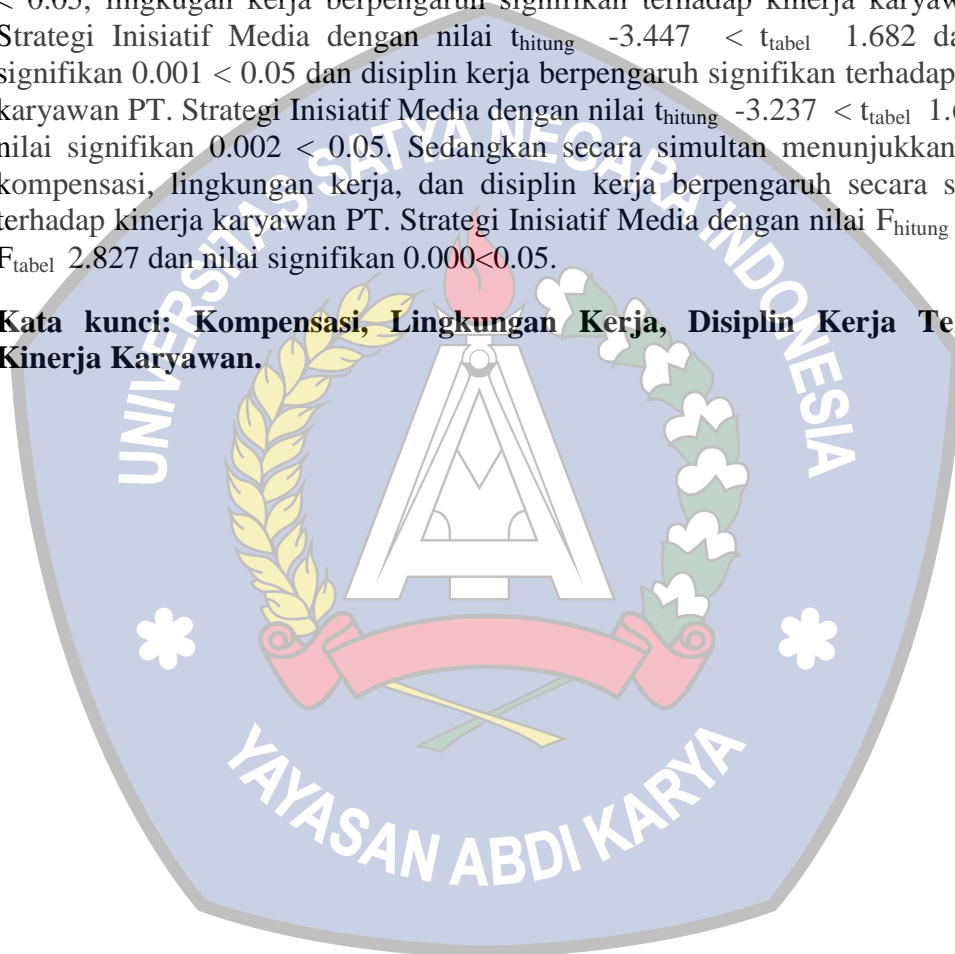 < 0.05, lingkugan kerja berpengaruh signifikan terhadap kinerja
Strategi Inisiatif Media dengan nilai thitung -3.447 < ttabel 1.682
signifikan 0.001 < 0.05 dan disiplin kerja berpengaruh signifikan terhadap
karyawan PT. Strategi Inisiatif Media dengan nilai thitung -3.237 < ttabel
nilai signifikan 0.002 < 0.05. Sedangkan secara simultan menunjukkan
kompensasi, lingkungan kerja, dan disiplin kerja berpengaruh secara
terhadap kinerja karyawan PT. Strategi Inisiatif Media dengan nilai Fhitung
Ftabel 2.827 dan nilai signifikan 0.000<0.05.
Kata kunci: Kompensasi, Lingkungan Kerja, Disiplin Kerja
Kinerja Karyawan.
UNIVERSITAS SATYA NEGARA INDONESIA
YAYASAN ABDI KARYA